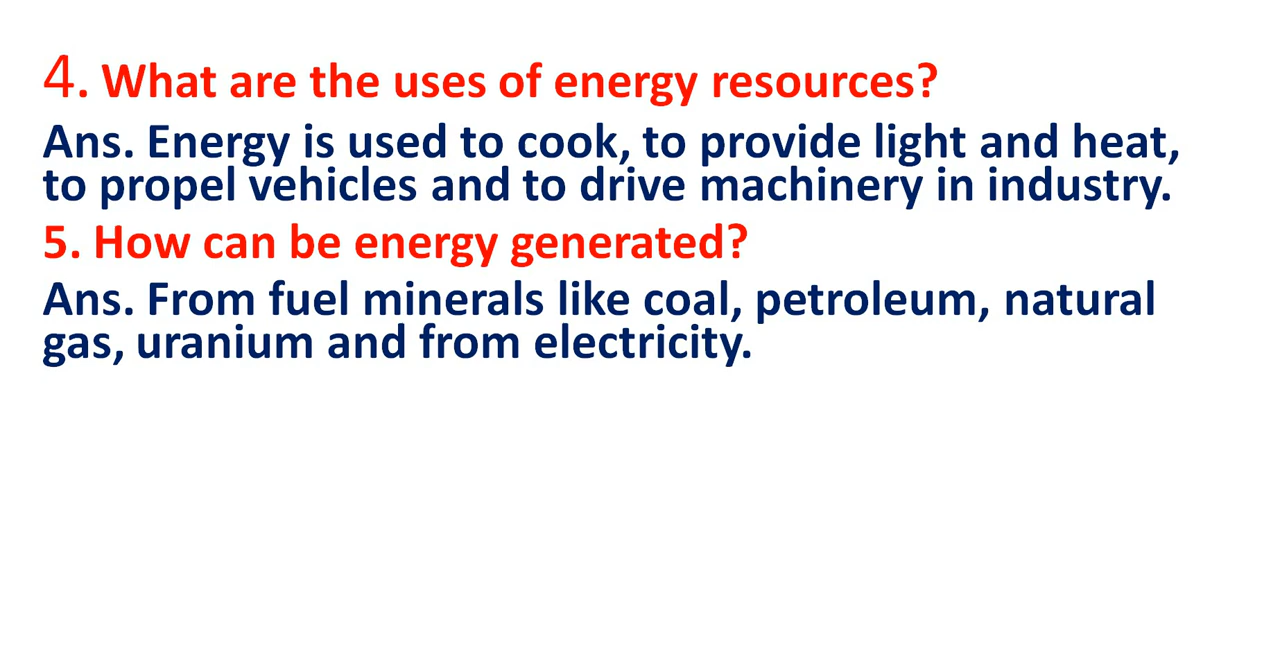 4. What are the uses of energy resources?
Ans. Energy is used to cook, to provide light and heat,
to propel vehicles and to drive machinery in industry.
5. How can be energy generated?
Ans. From fuel minerals like coal, petroleum, natural
gas, uranium and from electricity.